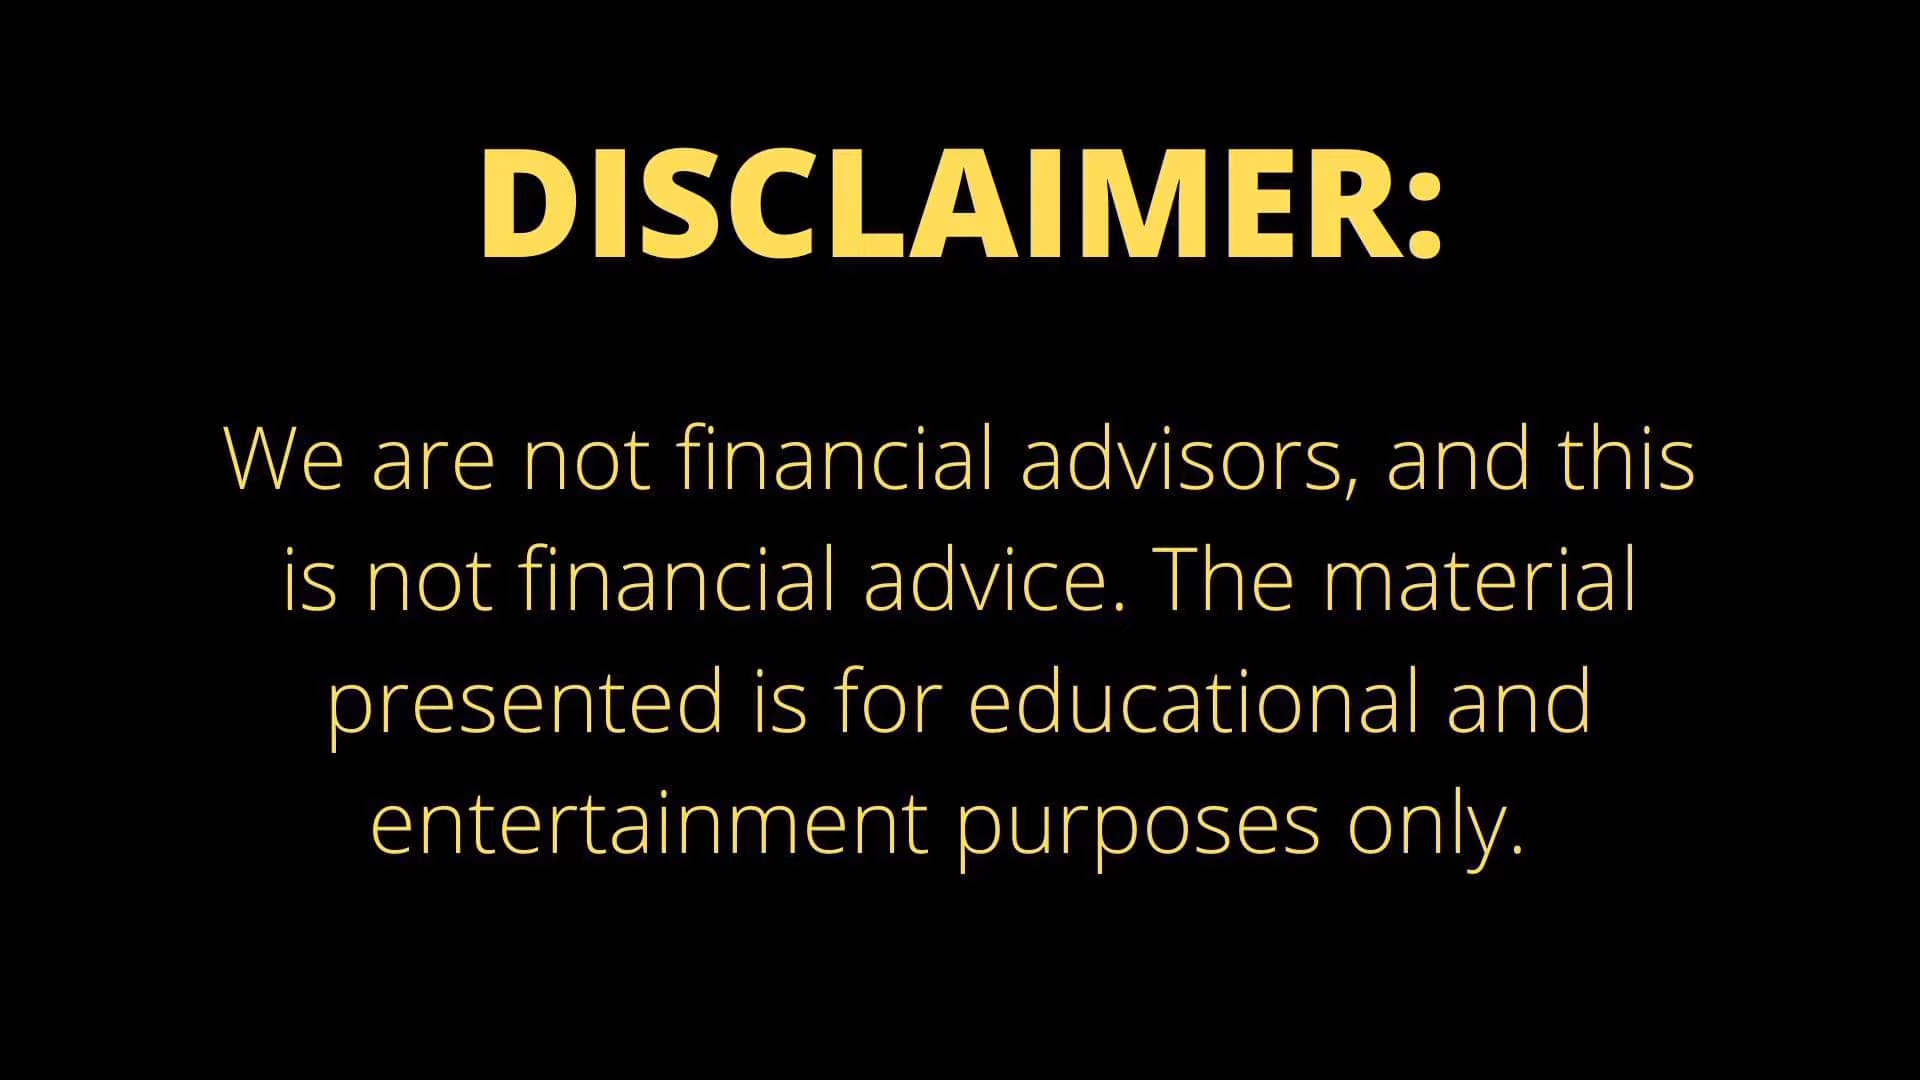 DISCLAIMER:
We are not financial advisors, and this
is not financial advice. The material
presented is for educational and
entertainment purposes only.